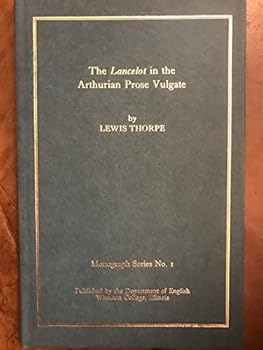 The Lancelot in the
Arthurian Prose Vulgate
by
LEWIS THORPE
Monograph Series No. 1
Published by the Department of English
Wheaton College, Illinois